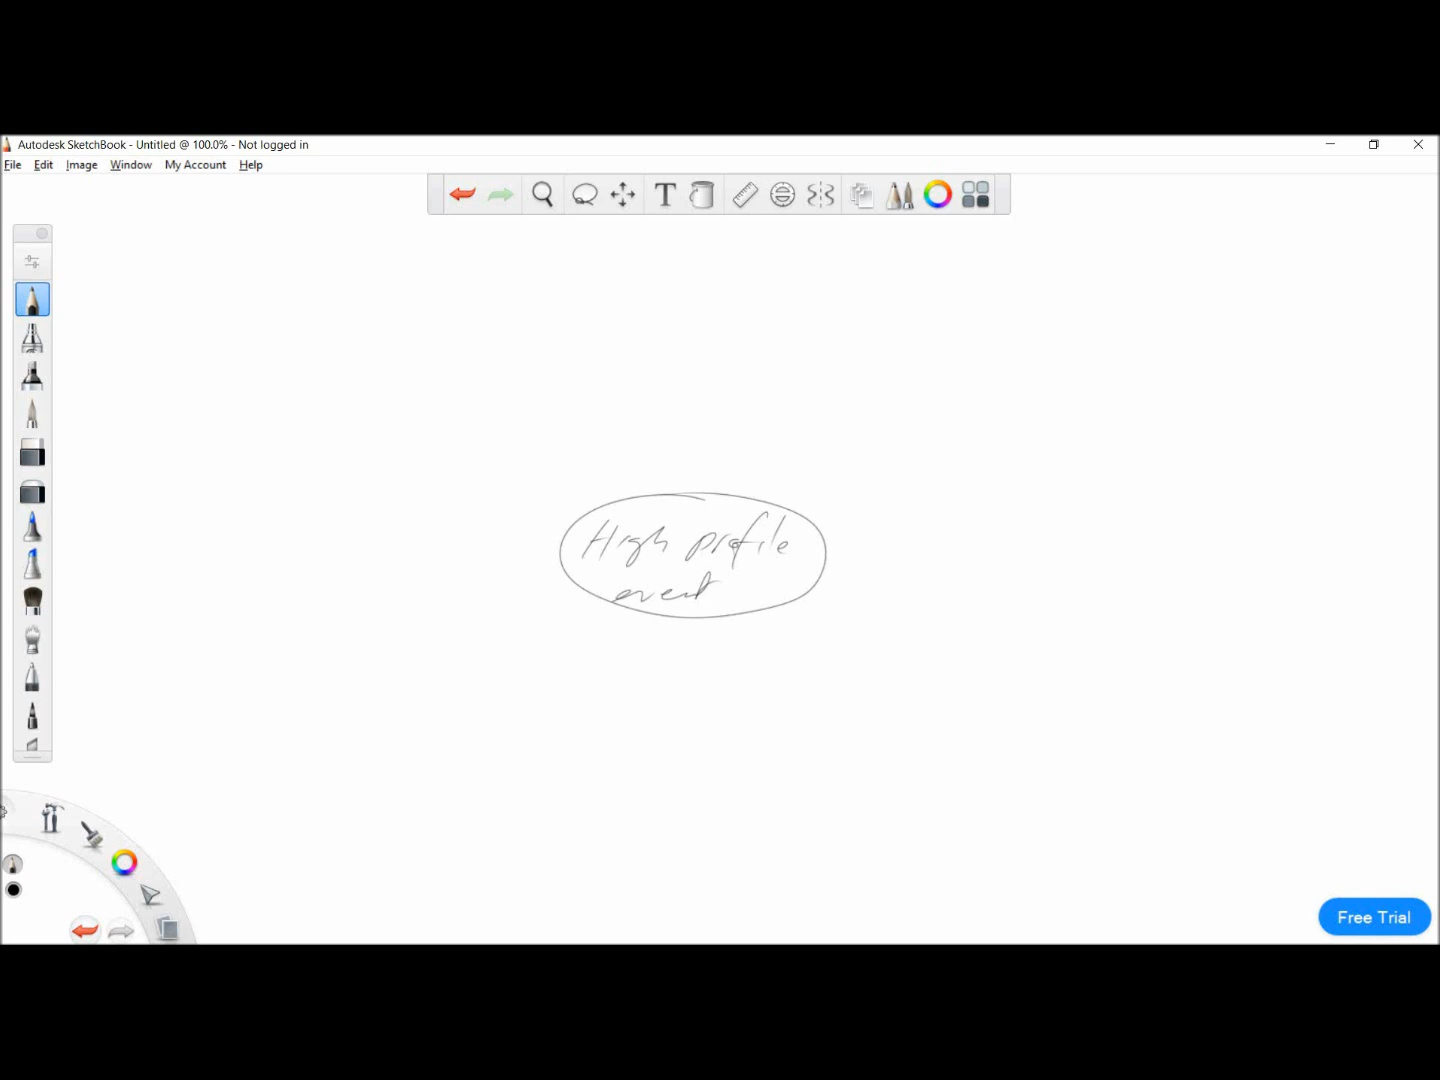 Autodesk SketchBook - Untitled @ 100.0% - Not logged in
File Edit Image Window My Account Help
T
High profile
event
Free Trial